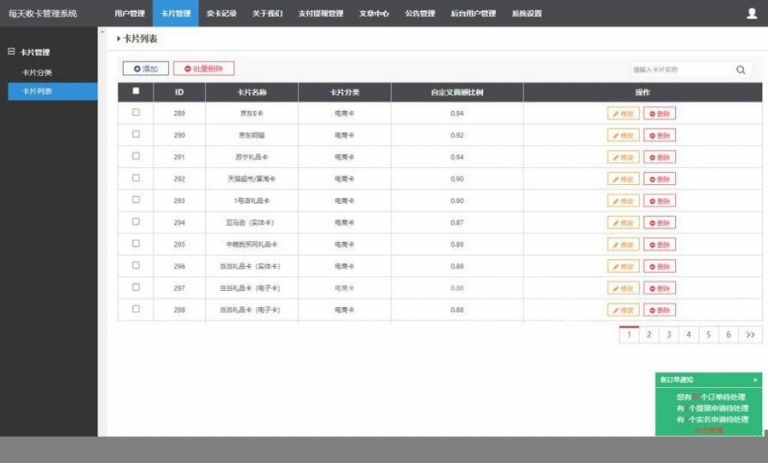 每天收卡管理系统 用户管理 卡片管理 卖卡记录 关于我们 支付提现管理 文章中心 公告管理 后台用户管理 系统设置
卡片管理
卡片分类
卡片列表
卡片列表
添加 批量删除 请输入卡片名称
ID 卡片名称 卡片分类 自定义面额比例 操作
289 京东E卡 电商卡 0.94 修改 删除
290 京东钢镚 电商卡 0.92 修改 删除
291 苏宁礼品卡 电商卡 0.94 修改 删除
292 天猫超市/享淘卡 电商卡 0.90 修改 删除
293 1号店礼品卡 电商卡 0.90 修改 删除
294 亚马逊（实体卡） 电商卡 0.87 修改 删除
295 中粮我买网礼品卡 电商卡 0.89 修改 删除
296 当当礼品卡（实体卡） 电商卡 0.88 修改 删除
297 当当礼品卡（电子卡） 电商卡 0.88 修改 删除
298 当当礼品卡（电子卡） 电商卡 0.88 修改 删除
1 2 3 4 5 6 >>
新订单通知 ×
您有 个订单待处理
有 个提现申请待处理
有 个实名申请待处理